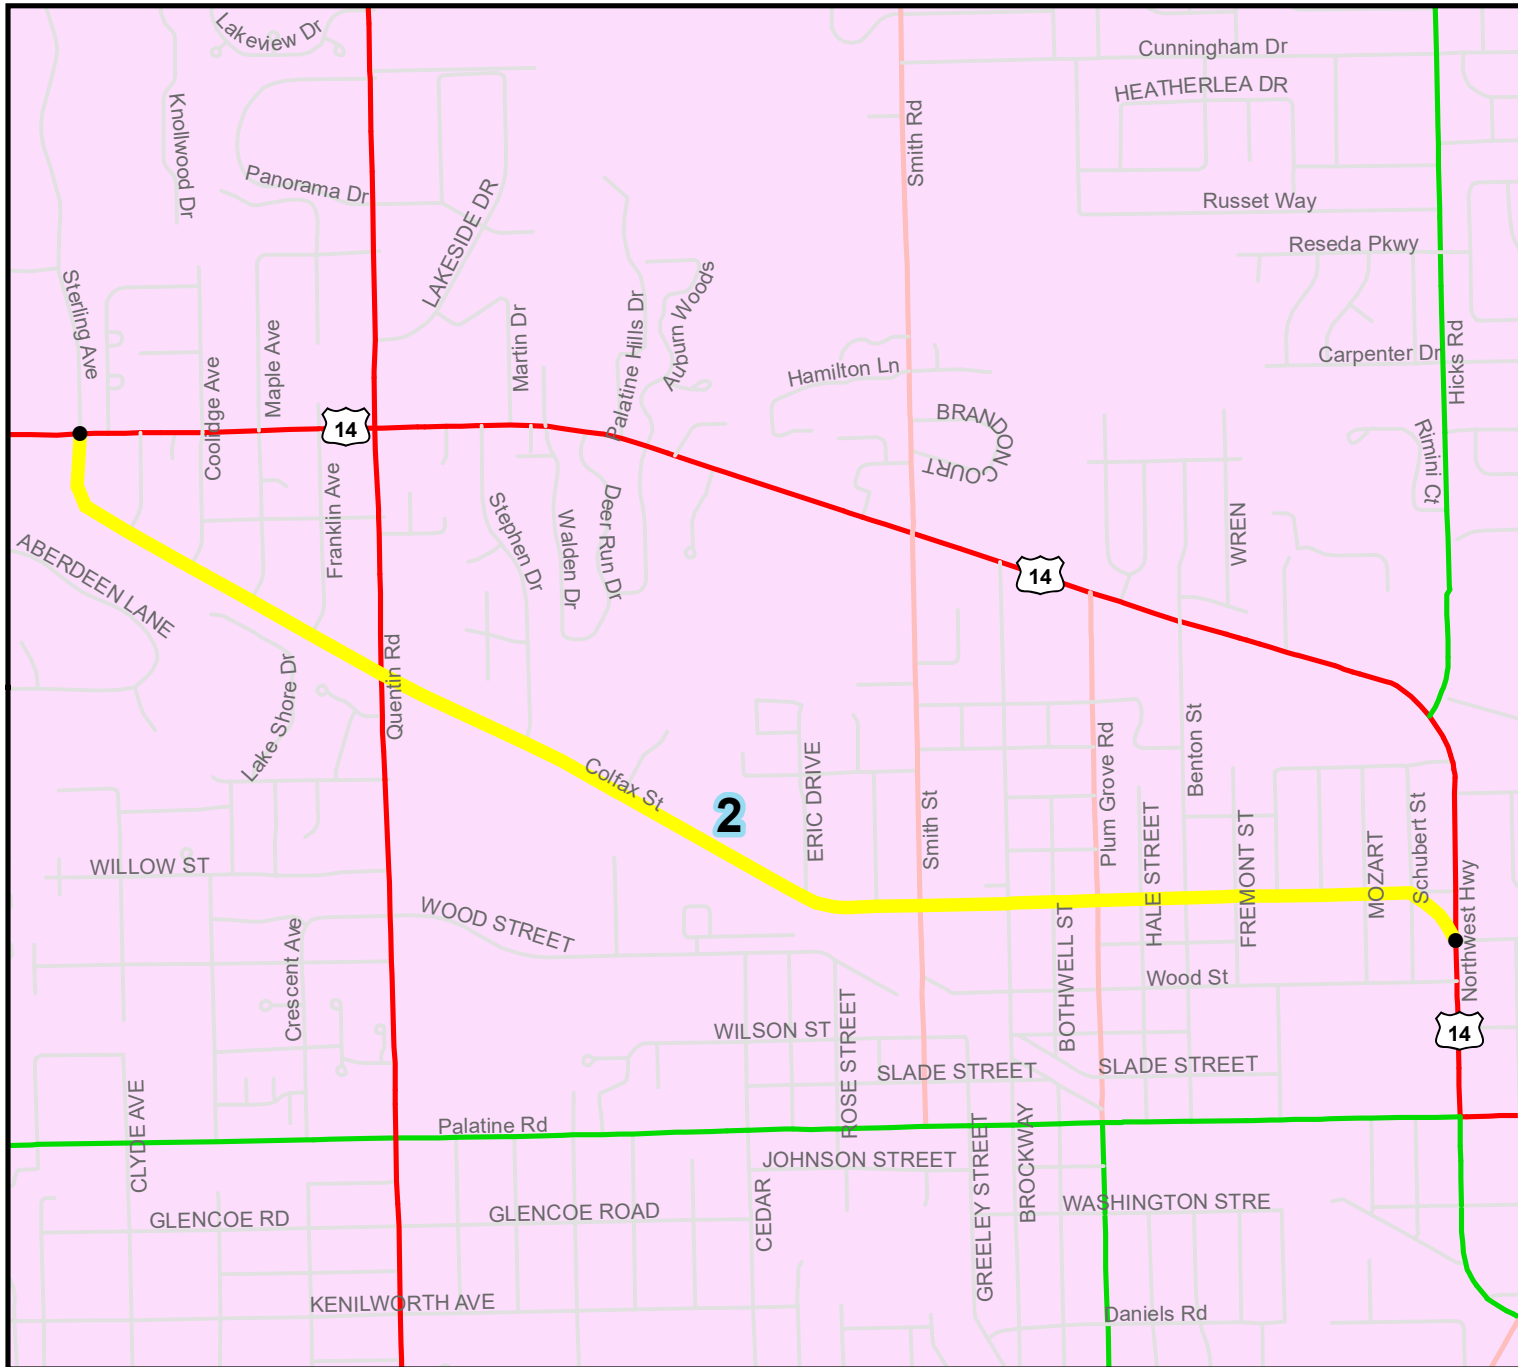 Lakeview Dr
Cunningham Dr
HEATHERLEA DR
Knollwood Dr
Smith Rd
Panorama Dr
LAKESIDE DR
Russet Way
Reseda Pkwy
Sterling Ave
Auburn Woods
Palatine Hills Dr
Martin Dr
Maple Ave
Coolidge Ave
Hamilton Ln
Carpenter Dr
Hicks Rd
14
BRANDON
COURT
Rimini Ct
Franklin Ave
Stephen Dr
Walden Dr
Deer Run Dr
WREN
ABERDEEN LANE
14
Lake Shore Dr
Quentin Rd
Colfax St
2
ERIC DRIVE
Smith St
Plum Grove Rd
Benton St
HALE STREET
FREMONT ST
MOZART
Schubert St
Northwest Hwy
WILLOW ST
WOOD STREET
Crescent Ave
BOTHWELL ST
Wood St
WILSON ST
ROSE STREET
14
SLADE STREET
SLADE STREET
CLYDE AVE
Palatine Rd
JOHNSON STREET
GREELEY STREET
BROCKWAY
CEDAR
WASHINGTON STRE
GLENCOE RD
GLENCOE ROAD
KENILWORTH AVE
Daniels Rd